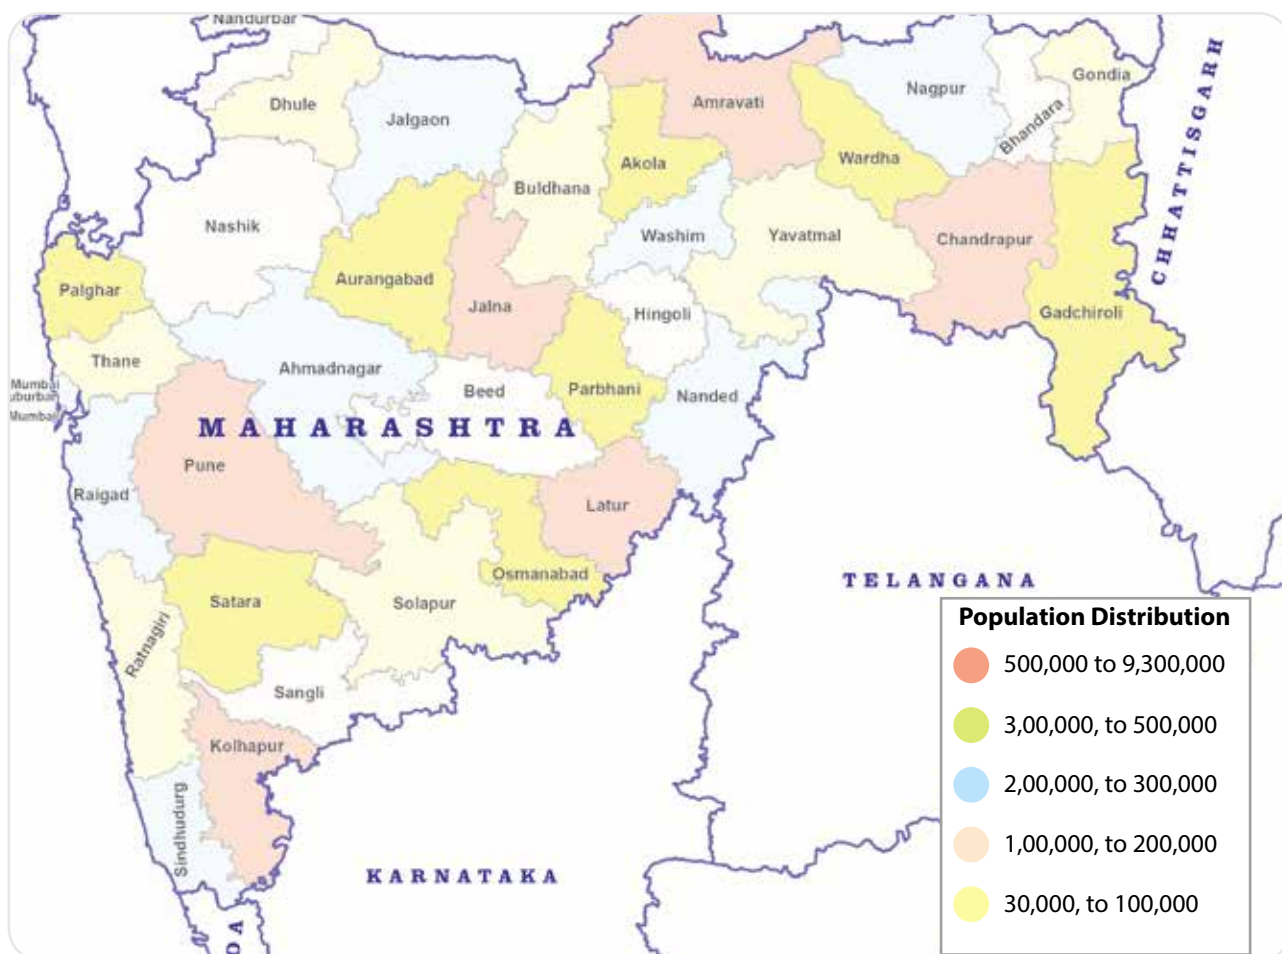 Nandurbar
Dhule
Jalgaon
Amravati
Nagpur
Bhandara
Gondia
CHHATTISGARH
Buldhana
Akola
Wardha
Nashik
Washim
Yavatmal
Chandrapur
Palghar
Aurangabad
Jalna
Hingoli
Gadchiroli
Thane
Ahmadnagar
Beed
Parbhani
Nanded
Mumbai
uburban
Mumbai
MAHARASHTRA
Pune
Raigad
Latur
Osmanabad
Satara
Solapur
Ratnagiri
TELANGANA
Sangli
Kolhapur
Sindhudurg
KARNATAKA
OA
Population Distribution
500,000 to 9,300,000
3,00,000, to 500,000
2,00,000, to 300,000
1,00,000, to 200,000
30,000, to 100,000